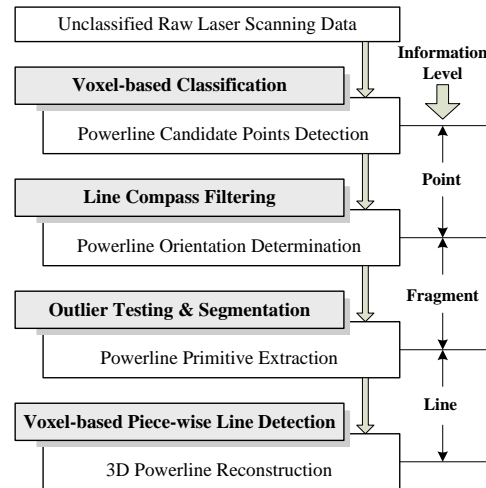 Unclassified Raw Laser Scanning Data
Information
Level
Voxel-based Classification
Powerline Candidate Points Detection
Point
Line Compass Filtering
Powerline Orientation Determination
Fragment
Outlier Testing & Segmentation
Powerline Primitive Extraction
Line
Voxel-based Piece-wise Line Detection
3D Powerline Reconstruction